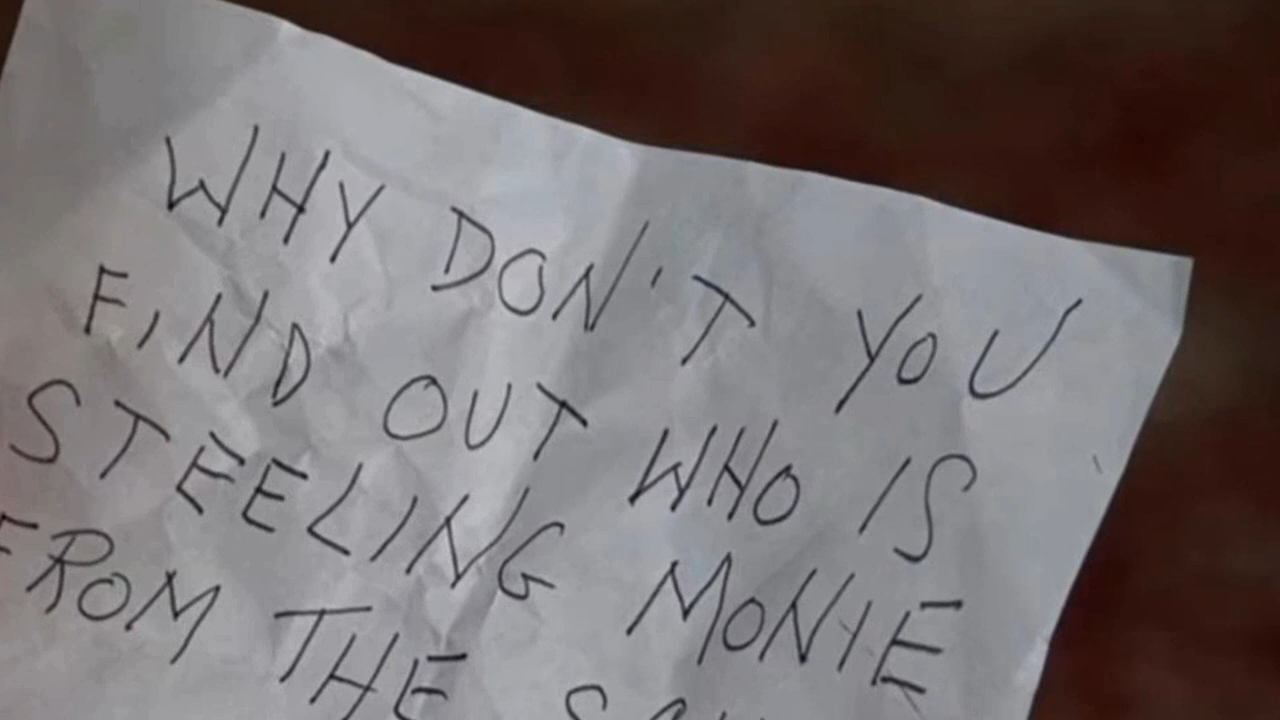 WHY DON'T YOU
FIND OUT WHO IS
STEELING MONIE
FROM THE